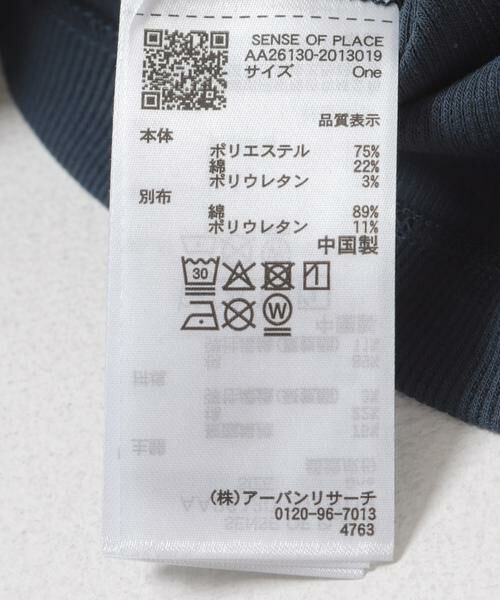 SENSE OF PLACE
AA26130-2013019
サイズ One
品質表示
本体
ポリエステル 75%
綿 22%
ポリウレタン 3%
別布
綿 89%
ポリウレタン 11%
中国製
30
W
(株)アーバンリサーチ
0120-96-7013
4763